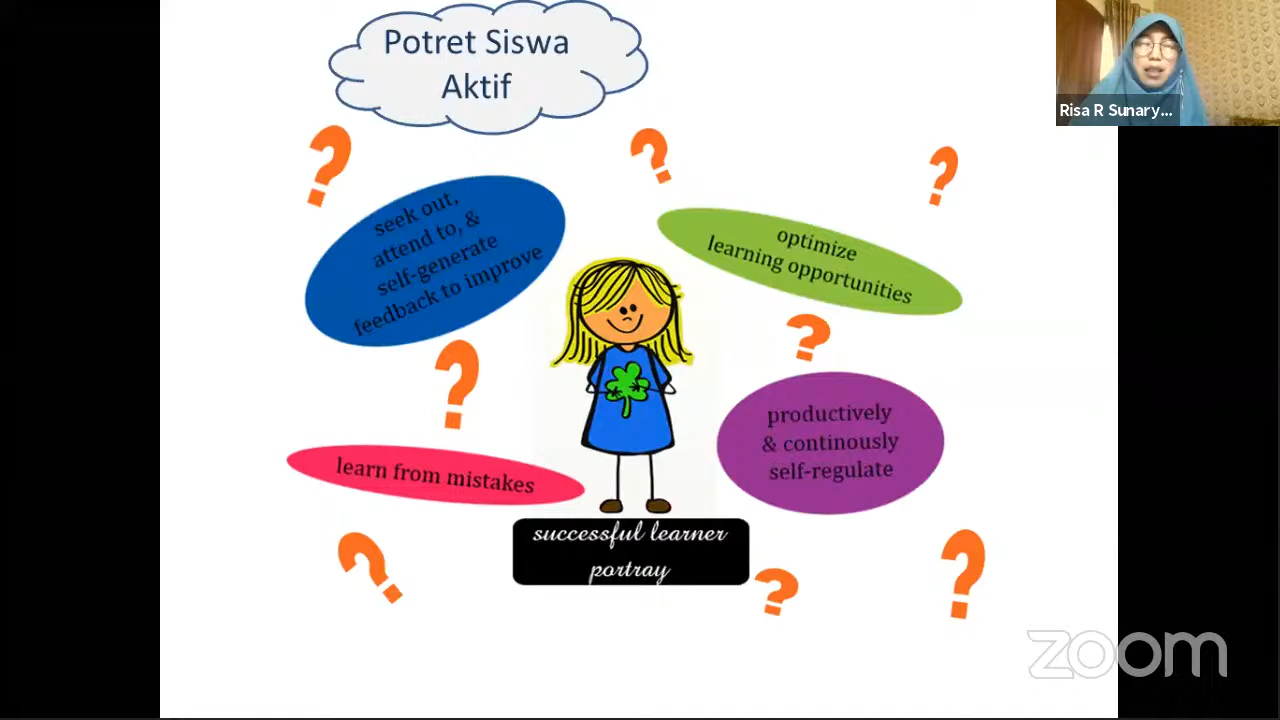 Potret Siswa
Aktif
Risa R Sunary...
seek out,
attend to, &
self-generate
feedback to improve
optimize
learning opportunities
productively
& continously
self-regulate
learn from mistakes
successful learner
portray
zoom